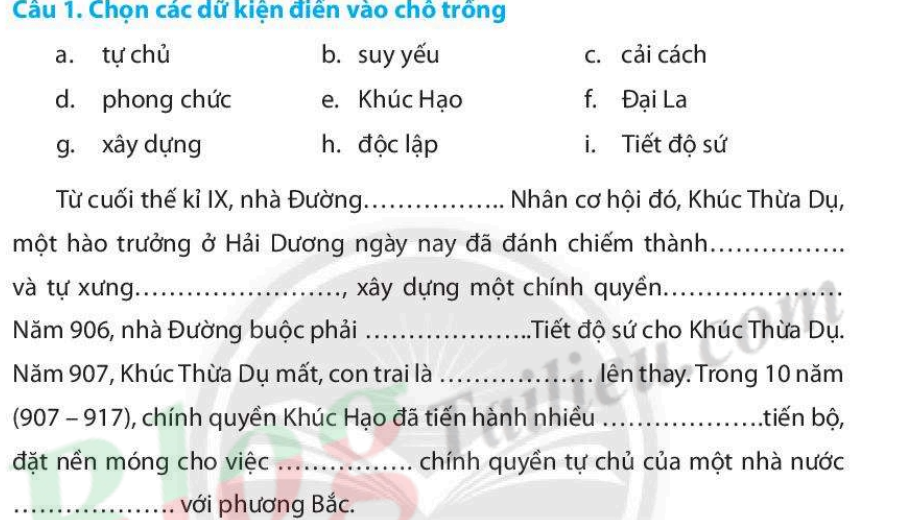 Câu 1. Chọn các dữ kiện điền vào chỗ trống
a. tự chủ b. suy yếu c. cải cách
d. phong chức e. Khúc Hạo f. Đại La
g. xây dựng h. độc lập i. Tiết độ sứ
Từ cuối thế kỉ IX, nhà Đường................ Nhân cơ hội đó, Khúc Thừa Dụ,
một hào trưởng ở Hải Dương ngày nay đã đánh chiếm thành...............
và tự xưng......................., xây dựng một chính quyền....................
Năm 906, nhà Đường buộc phải ...................Tiết độ sứ cho Khúc Thừa Dụ.
Năm 907, Khúc Thừa Dụ mất, con trai là ................. lên thay. Trong 10 năm
(907 – 917), chính quyền Khúc Hạo đã tiến hành nhiều ..................tiến bộ,
đặt nền móng cho việc ............... chính quyền tự chủ của một nhà nước
.................. với phương Bắc.
Blog Tailieu.com